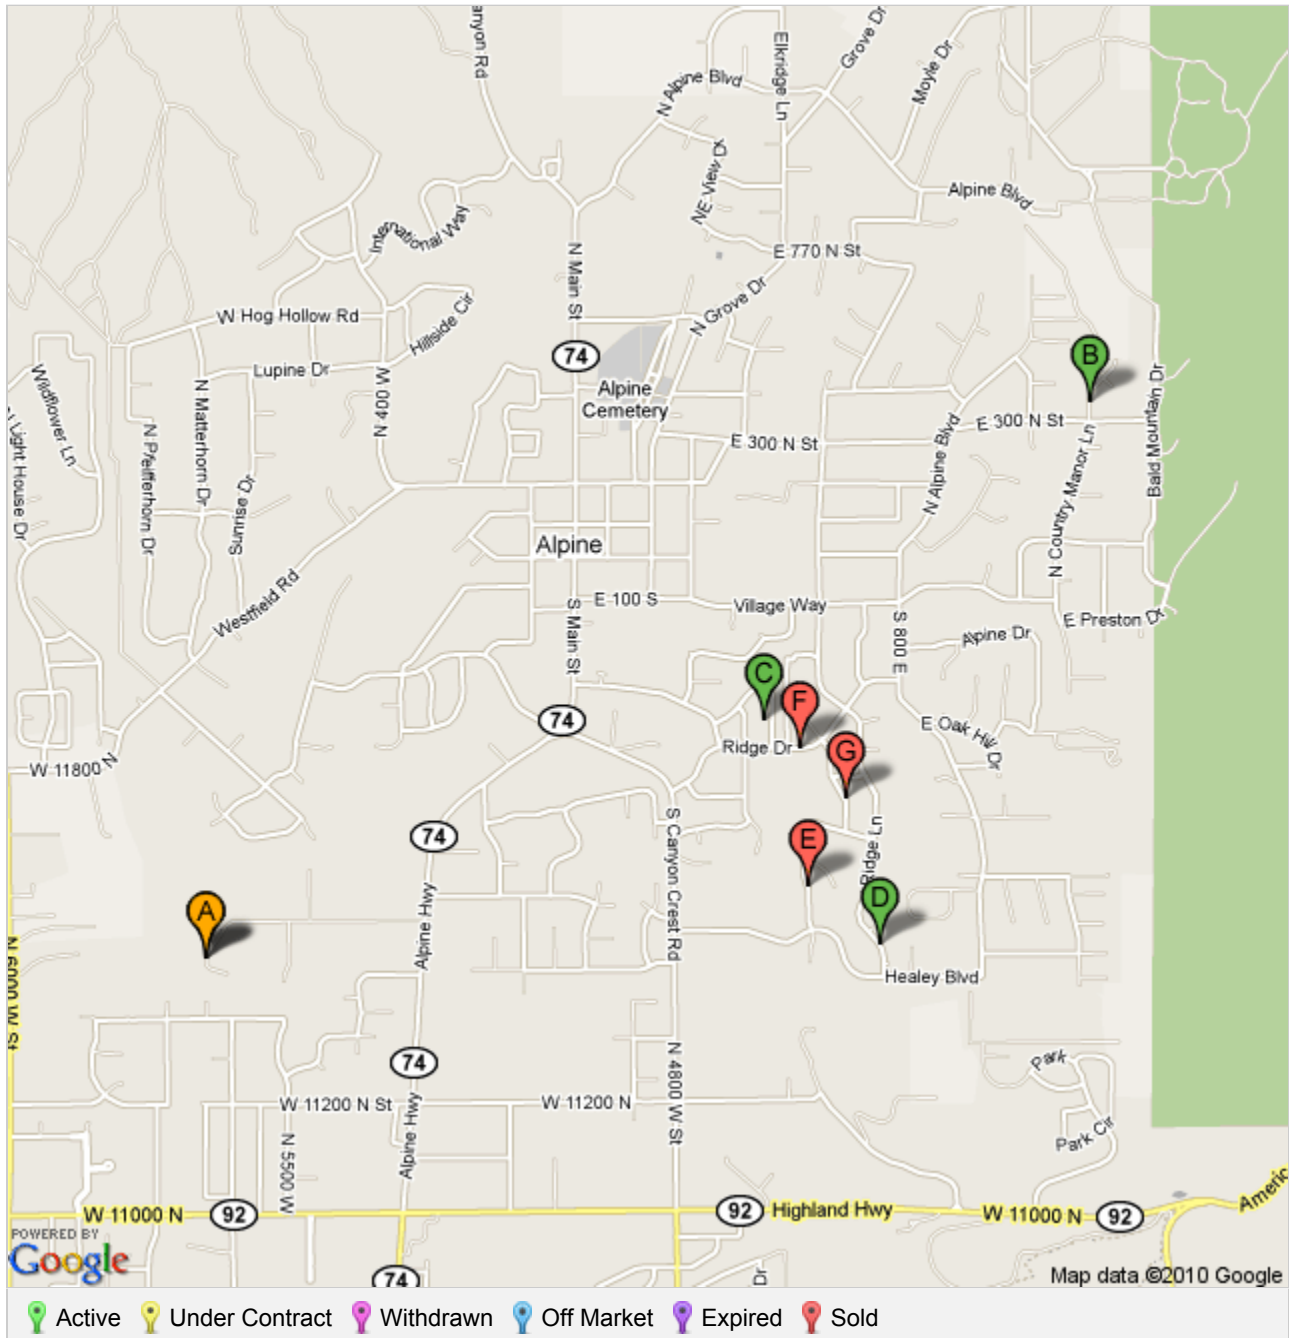 anyon Rd
Elkridge Ln
Grove Dr
Moyle Dr
N Alpine Blvd
NE View Dr
Alpine Blvd
International Way
N Main St
E 770 N St
N Grove Dr
W Hog Hollow Rd
Hillside Cir
74
B
Lupine Dr
Alpine
Cemetery
Wildflower Ln
N Matterhorn Dr
N 400 W
Bald Mountain Dr
N Light House Dr
N Pfeifferhorn Dr
E 300 N St
E 300 N St
N Alpine Blvd
N Country Manor Ln
Sunrise Dr
Alpine
Westfield Rd
E 100 S
Village Way
E Preston Dr
S Main St
S 800 E
Alpine Dr
C
F
74
E Oak Hill Dr
Ridge Dr
G
W 11800 N
74
S Canyon Crest Rd
E
Ridge Ln
A
D
Alpine Hwy
N 6000 W St
Healey Blvd
74
N 4800 W St
Park
W 11200 N St
W 11200 N
Alpine Hwy
N 5500 W
Park Cir
W 11000 N
92
92
Highland Hwy
W 11000 N
92
Americ
POWERED BY
Google
74
Dr
Map data ©2010 Google
Active Under Contract Withdrawn Off Market Expired Sold